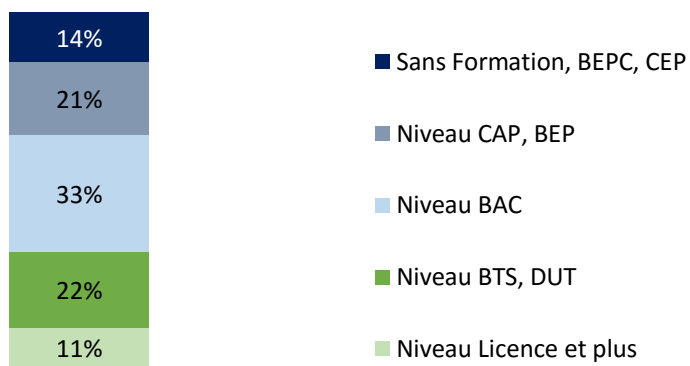 14%
Sans Formation, BEPC, CEP
21%
Niveau CAP, BEP
33%
Niveau BAC
22%
Niveau BTS, DUT
11%
Niveau Licence et plus